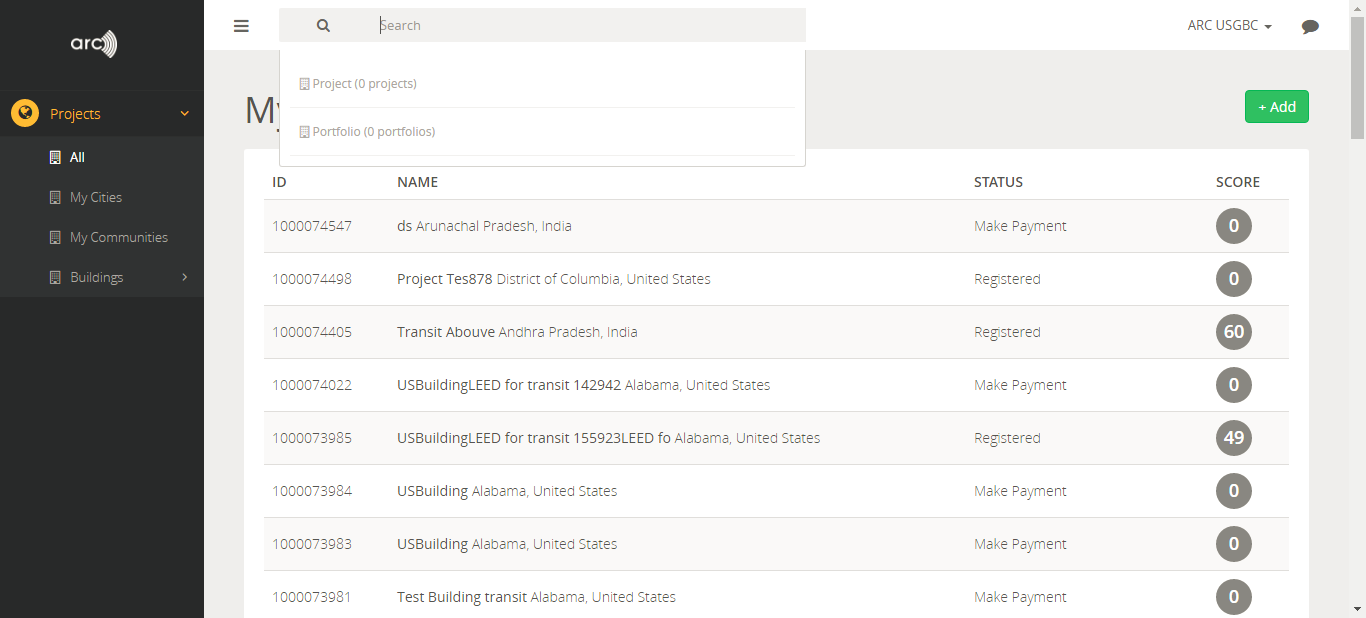 arc
Search
ARC USGBC
Projects
All
My Cities
My Communities
Buildings
Project (0 projects)
Portfolio (0 portfolios)
+ Add
ID NAME STATUS SCORE
1000074547 ds Arunachal Pradesh, India Make Payment 0
1000074498 Project Tes878 District of Columbia, United States Registered 0
1000074405 Transit Abouve Andhra Pradesh, India Registered 60
1000074022 USBuildingLEED for transit 142942 Alabama, United States Make Payment 0
1000073985 USBuildingLEED for transit 155923LEED fo Alabama, United States Registered 49
1000073984 USBuilding Alabama, United States Make Payment 0
1000073983 USBuilding Alabama, United States Make Payment 0
1000073981 Test Building transit Alabama, United States Make Payment 0